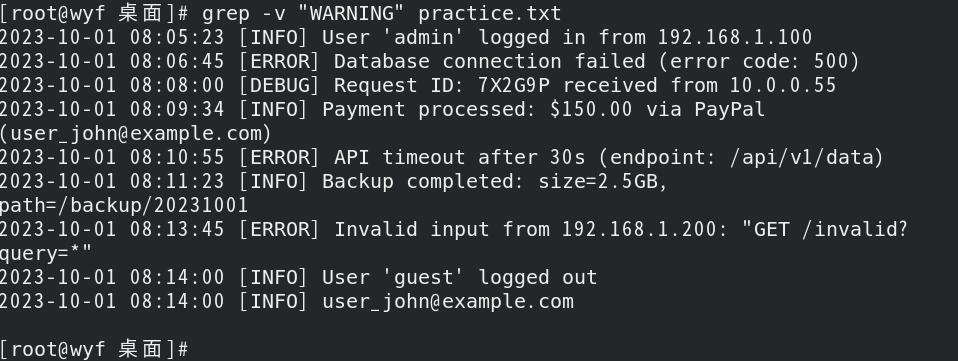 [root@wyf 桌面]# grep -v "WARNING" practice.txt
2023-10-01 08:05:23 [INFO] User 'admin' logged in from 192.168.1.100
2023-10-01 08:06:45 [ERROR] Database connection failed (error code: 500)
2023-10-01 08:08:00 [DEBUG] Request ID: 7X2G9P received from 10.0.0.55
2023-10-01 08:09:34 [INFO] Payment processed: $150.00 via PayPal
(user_john@example.com)
2023-10-01 08:10:55 [ERROR] API timeout after 30s (endpoint: /api/v1/data)
2023-10-01 08:11:23 [INFO] Backup completed: size=2.5GB,
path=/backup/20231001
2023-10-01 08:13:45 [ERROR] Invalid input from 192.168.1.200: "GET /invalid?
query=*"
2023-10-01 08:14:00 [INFO] User 'guest' logged out
2023-10-01 08:14:00 [INFO] user_john@example.com
[root@wyf 桌面]#